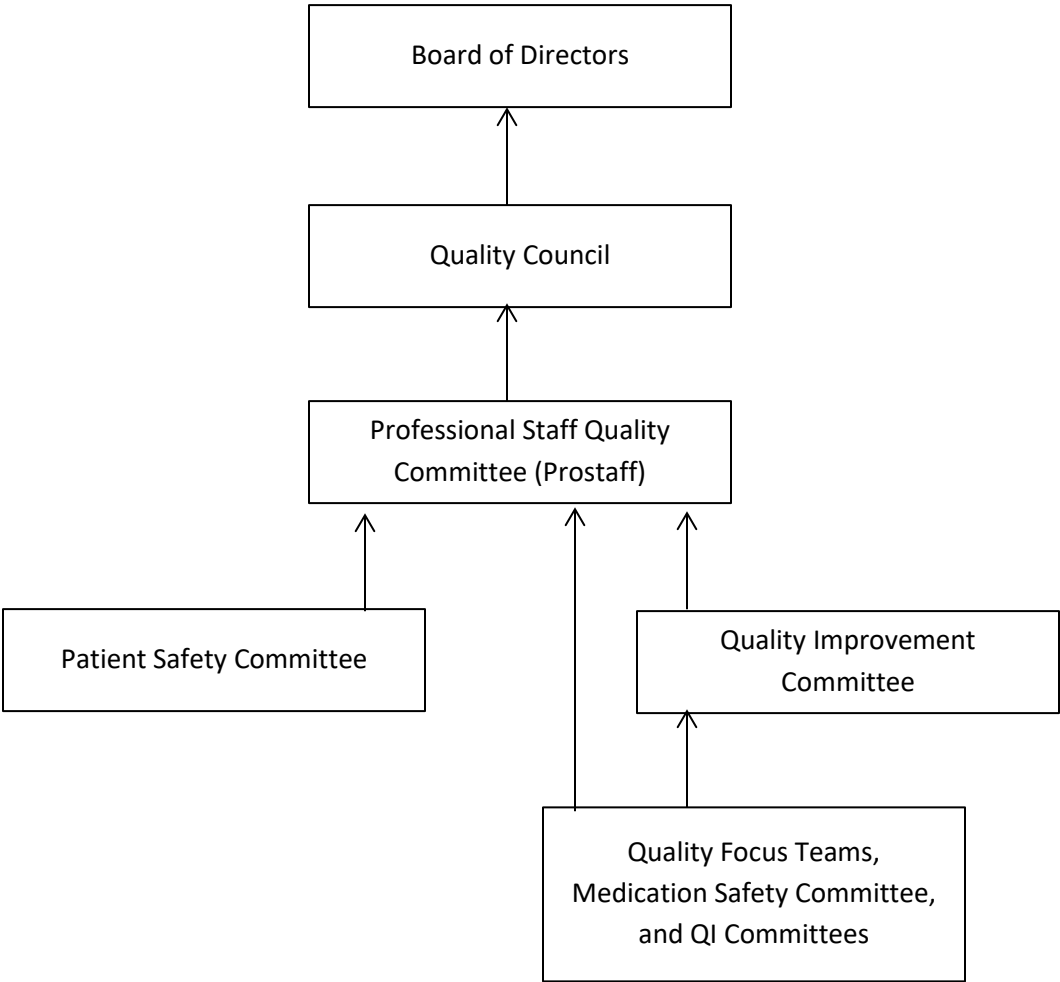 Board of Directors
Quality Council
Professional Staff Quality
Committee (Prostaff)
Patient Safety Committee
Quality Improvement
Committee
Quality Focus Teams,
Medication Safety Committee,
and QI Committees